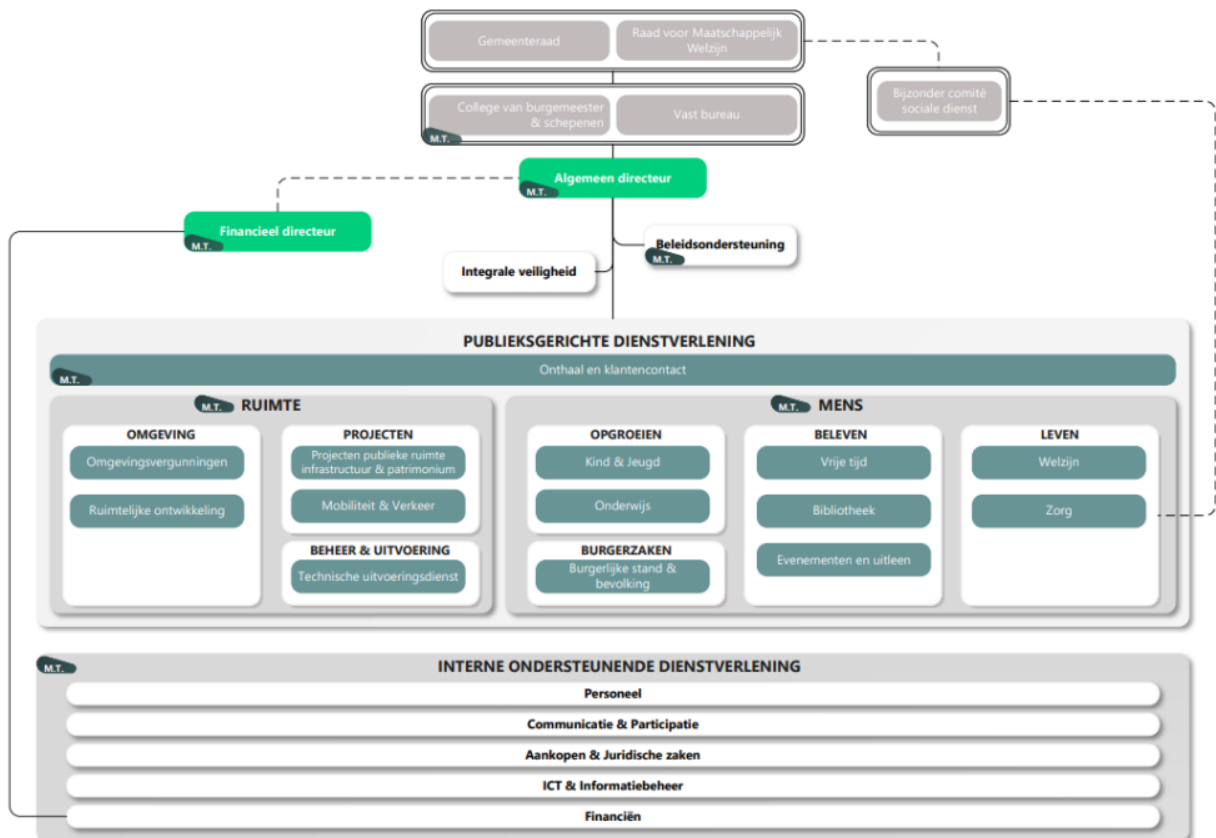 Gemeenteraad
Raad voor Maatschappelijk
Welzijn
Bijzonder comité
sociale dienst
College van burgemeester
& schepenen
Vast bureau
M.T.
Algemeen directeur
M.T.
Financieel directeur
M.T.
Beleidsondersteuning
M.T.
Integrale veiligheid
PUBLIEKSGERICHTE DIENSTVERLENING
Onthaal en klantencontact
M.T.
M.T. RUIMTE
OMGEVING
Omgevingsvergunningen
Ruimtelijke ontwikkeling
PROJECTEN
Projecten publieke ruimte
infrastructuur & patrimonium
Mobiliteit & Verkeer
BEHEER & UITVOERING
Technische uitvoeringsdienst
M.T. MENS
OPGROEIEN
Kind & Jeugd
Onderwijs
BURGERZAKEN
Burgerlijke stand &
bevolking
BELEVEN
Vrije tijd
Bibliotheek
Evenementen en uitleen
LEVEN
Welzijn
Zorg
M.T.
INTERNE ONDERSTEUNENDE DIENSTVERLENING
Personeel
Communicatie & Participatie
Aankopen & Juridische zaken
ICT & Informatiebeheer
Financiën